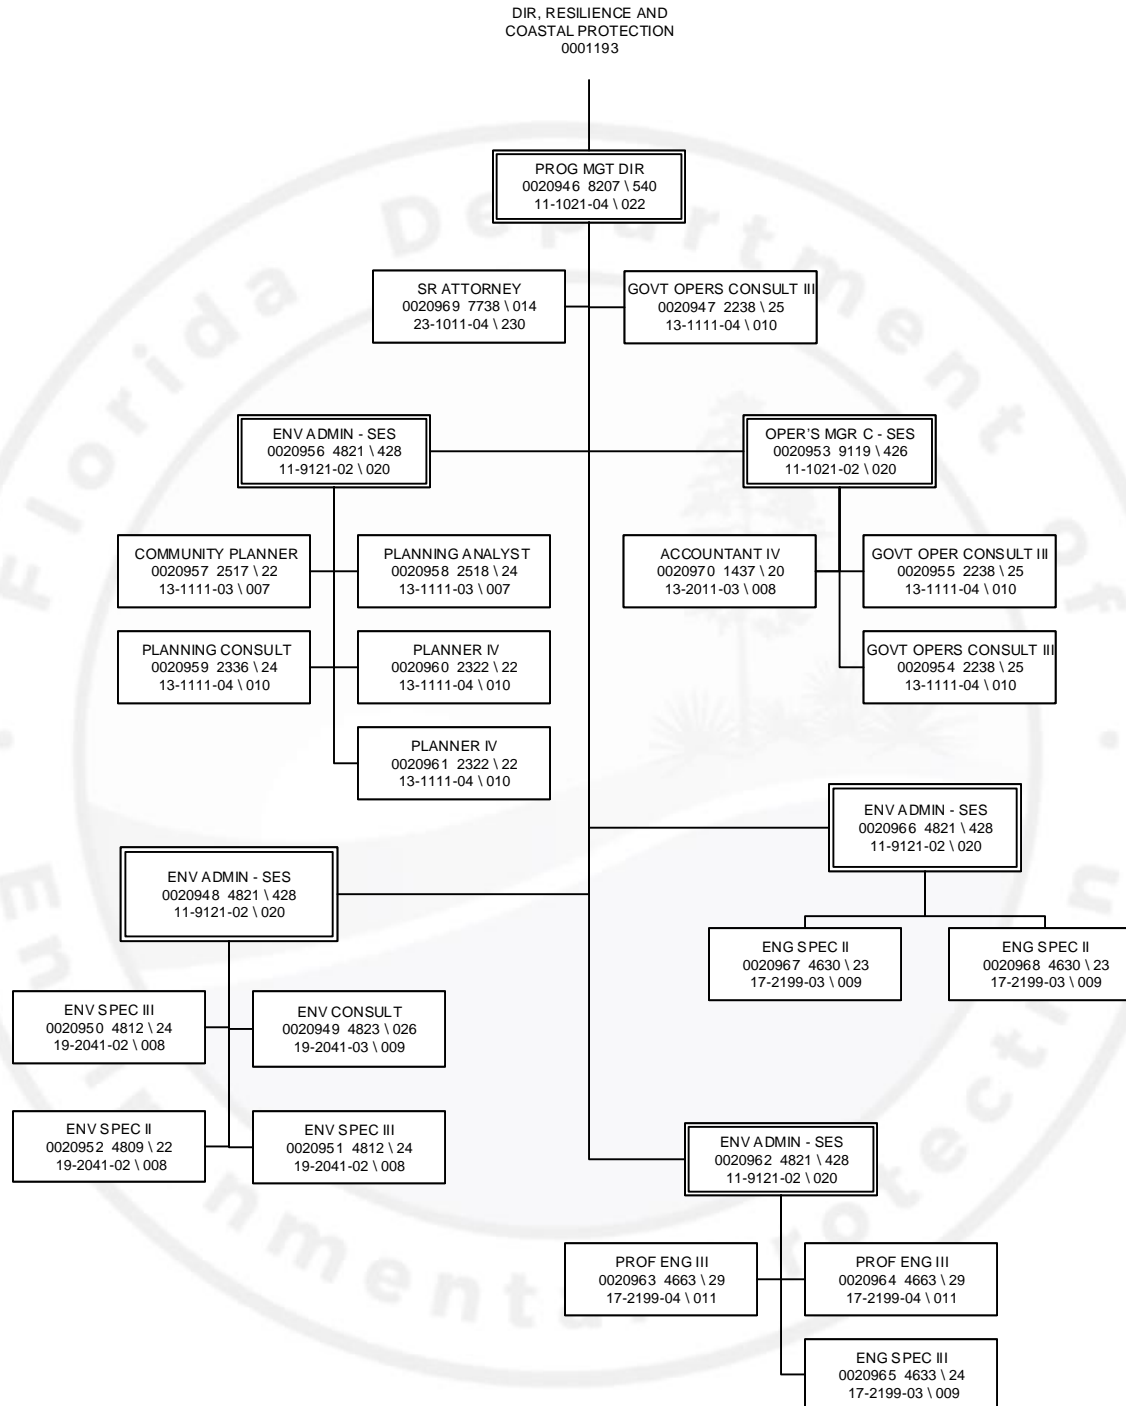 DIR, RESILIENCE AND
COASTAL PROTECTION
0001193
PROG MGT DIR
0020946 8207 \ 540
11-1021-04 \ 022
SR ATTORNEY
0020969 7738 \ 014
23-1011-04 \ 230
GOVT OPERS CONSULT III
0020947 2238 \ 25
13-1111-04 \ 010
ENV ADMIN - SES
0020956 4821 \ 428
11-9121-02 \ 020
OPER'S MGR C - SES
0020953 9119 \ 426
11-1021-02 \ 020
COMMUNITY PLANNER
0020957 2517 \ 22
13-1111-03 \ 007
PLANNING ANALYST
0020958 2518 \ 24
13-1111-03 \ 007
ACCOUNTANT IV
0020970 1437 \ 20
13-2011-03 \ 008
GOVT OPER CONSULT III
0020955 2238 \ 25
13-1111-04 \ 010
PLANNING CONSULT
0020959 2336 \ 24
13-1111-04 \ 010
PLANNER IV
0020960 2322 \ 22
13-1111-04 \ 010
GOVT OPERS CONSULT III
0020954 2238 \ 25
13-1111-04 \ 010
PLANNER IV
0020961 2322 \ 22
13-1111-04 \ 010
ENV ADMIN - SES
0020966 4821 \ 428
11-9121-02 \ 020
ENV ADMIN - SES
0020948 4821 \ 428
11-9121-02 \ 020
ENG SPEC II
0020967 4630 \ 23
17-2199-03 \ 009
ENG SPEC II
0020968 4630 \ 23
17-2199-03 \ 009
ENV SPEC III
0020950 4812 \ 24
19-2041-02 \ 008
ENV CONSULT
0020949 4823 \ 026
19-2041-03 \ 009
ENV SPEC II
0020952 4809 \ 22
19-2041-02 \ 008
ENV SPEC III
0020951 4812 \ 24
19-2041-02 \ 008
ENV ADMIN - SES
0020962 4821 \ 428
11-9121-02 \ 020
PROF ENG III
0020963 4663 \ 29
17-2199-04 \ 011
PROF ENG III
0020964 4663 \ 29
17-2199-04 \ 011
ENG SPEC III
0020965 4633 \ 24
17-2199-03 \ 009
Florida Department of